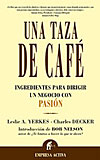 UNA TAZA
DE CAFÉ
INGREDIENTES PARA DIRIGIR
UN NEGOCIO CON
PASIÓN
LESLIE A. YERKES • CHARLES DECKER
Introducción de BOB NELSON
EMPRESA ACTIVA